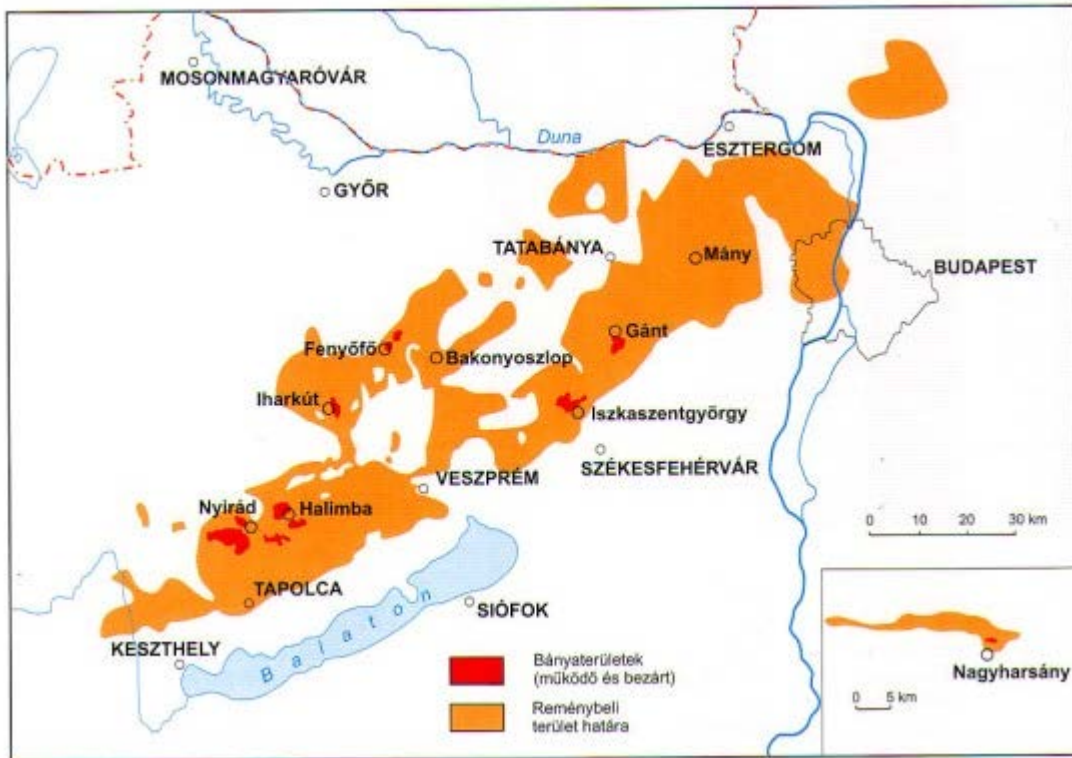 MOSONMAGYARÓVÁR
Duna
ESZTERGOM
GYŐR
TATABÁNYA
Mány
BUDAPEST
Gánt
Fenyőfő
Bakonyoszlop
Iharkút
Iszkaszentgyörgy
SZÉKESFEHÉRVÁR
VESZPRÉM
Nyirád
Halimba
0 10 20 30 km
TAPOLCA
SIÓFOK
KESZTHELY
Balaton
Bányaterületek
(működő és bezárt)
Reménybeli
terület határa
Nagyharsány
0 5 km